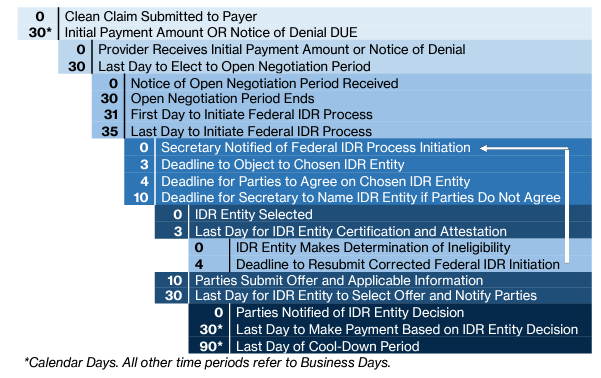 0 Clean Claim Submitted to Payer
30* Initial Payment Amount OR Notice of Denial DUE
0 Provider Receives Initial Payment Amount or Notice of Denial
30 Last Day to Elect to Open Negotiation Period
0 Notice of Open Negotiation Period Received
30 Open Negotiation Period Ends
31 First Day to Initiate Federal IDR Process
35 Last Day to Initiate Federal IDR Process
0 Secretary Notified of Federal IDR Process Initiation
3 Deadline to Object to Chosen IDR Entity
4 Deadline for Parties to Agree on Chosen IDR Entity
10 Deadline for Secretary to Name IDR Entity if Parties Do Not Agree
0 IDR Entity Selected
3 Last Day for IDR Entity Certification and Attestation
0 IDR Entity Makes Determination of Ineligibility
4 Deadline to Resubmit Corrected Federal IDR Initiation
10 Parties Submit Offer and Applicable Information
30 Last Day for IDR Entity to Select Offer and Notify Parties
0 Parties Notified of IDR Entity Decision
30* Last Day to Make Payment Based on IDR Entity Decision
90* Last Day of Cool-Down Period
*Calendar Days. All other time periods refer to Business Days.